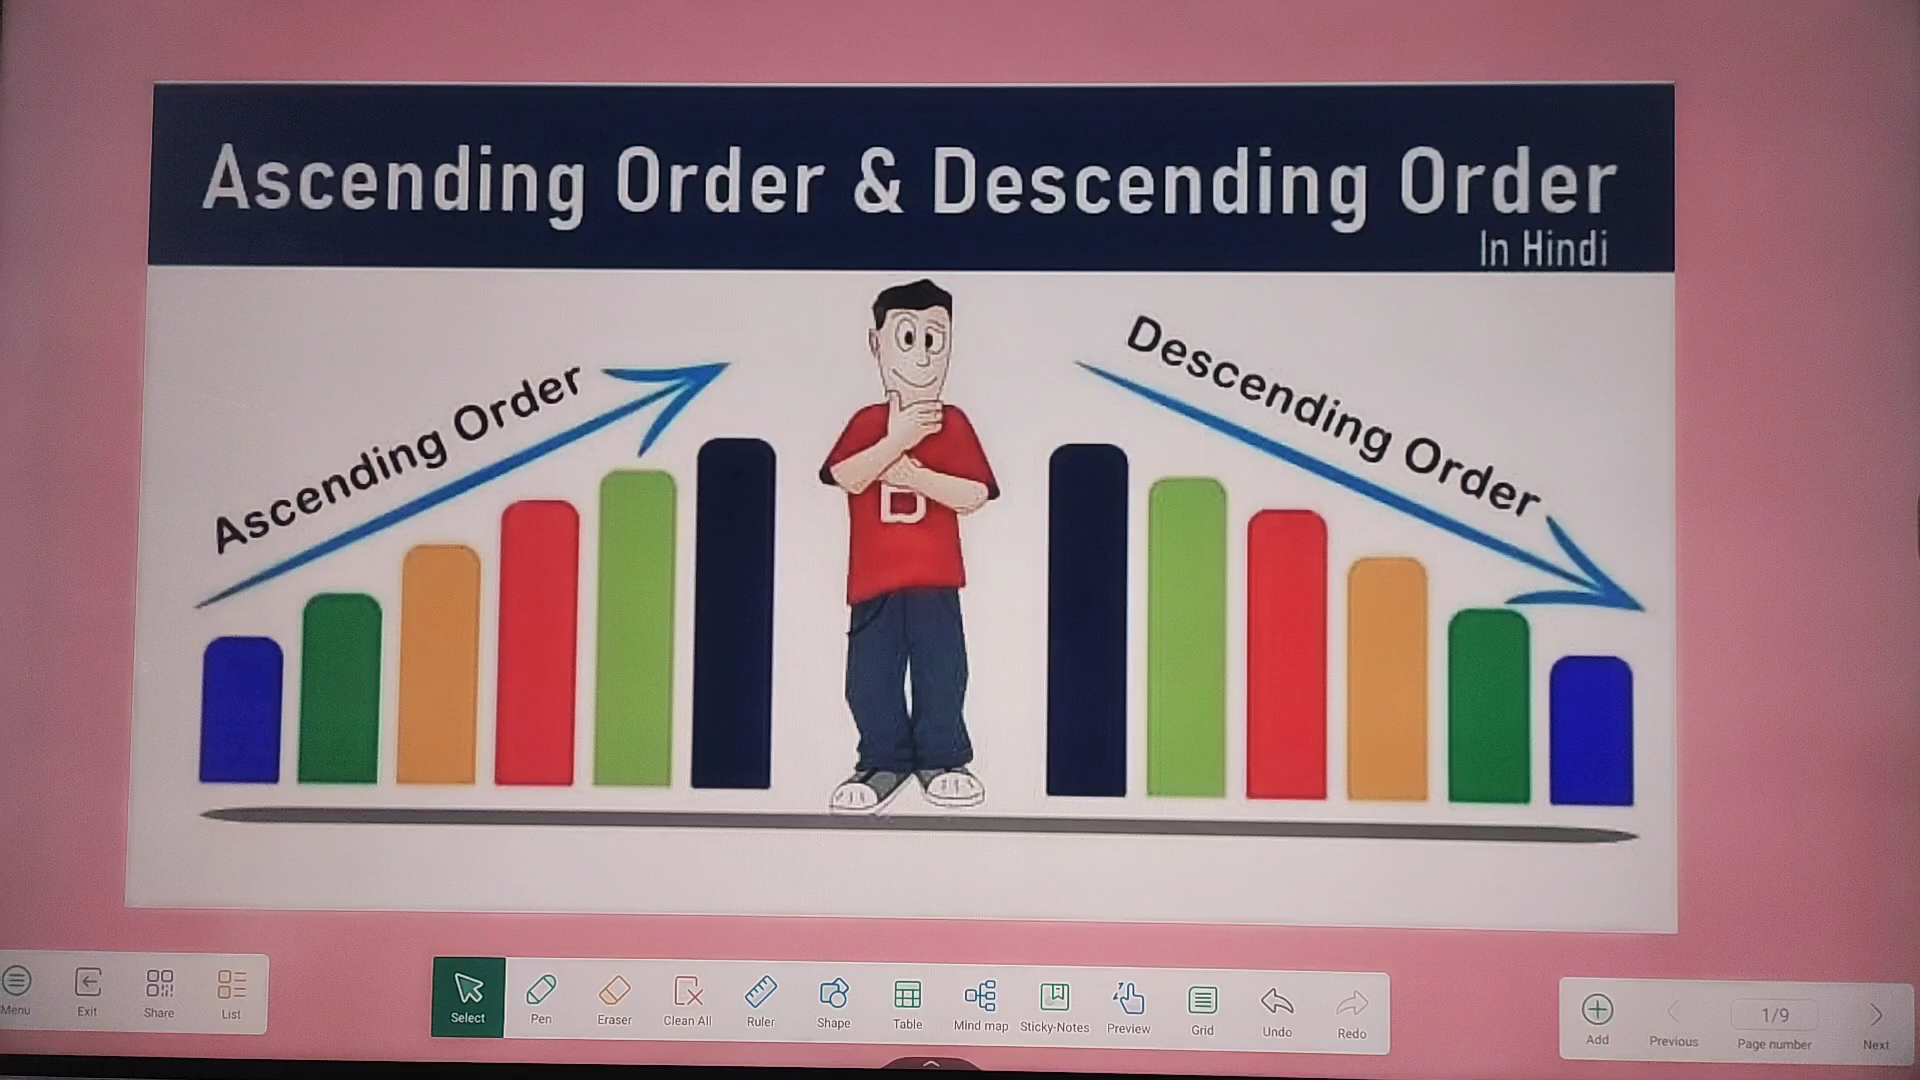 Ascending Order & Descending Order
In Hindi
Ascending Order
Descending Order
B
Menu
Exit
Share
List
Select
Pen
Eraser
Clean All
Ruler
Shape
Table
Mind map
Sticky-Notes
Preview
Grid
Undo
Redo
Add
Previous
1/9
Page number
Next